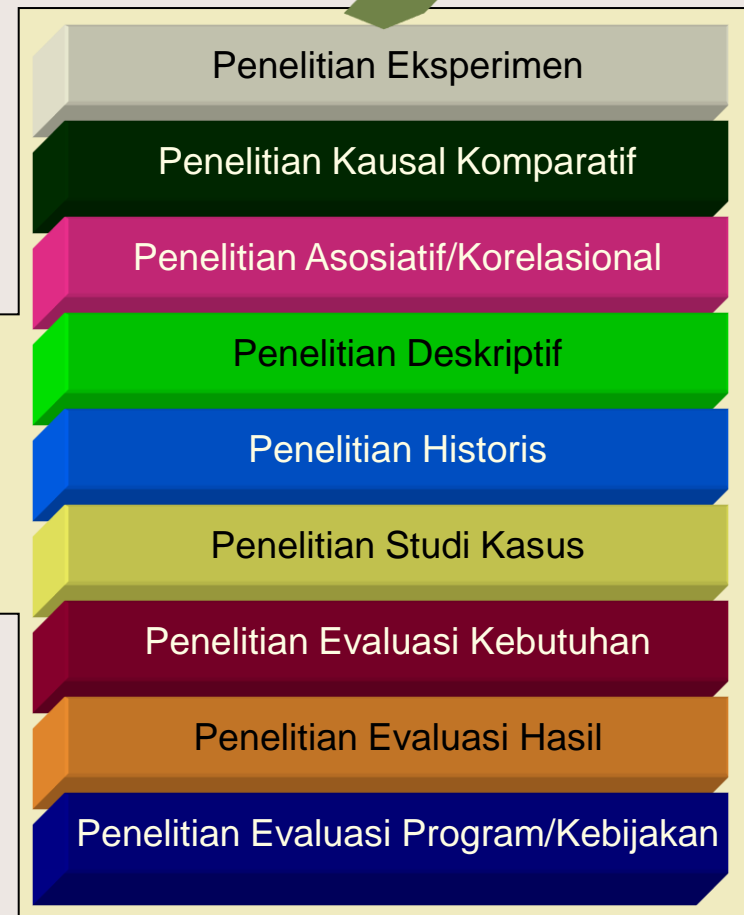 Penelitian Eksperimen
Penelitian Kausal Komparatif
Penelitian Asosiatif/Korelasional
Penelitian Deskriptif
Penelitian Historis
Penelitian Studi Kasus
Penelitian Evaluasi Kebutuhan
Penelitian Evaluasi Hasil
Penelitian Evaluasi Program/Kebijakan